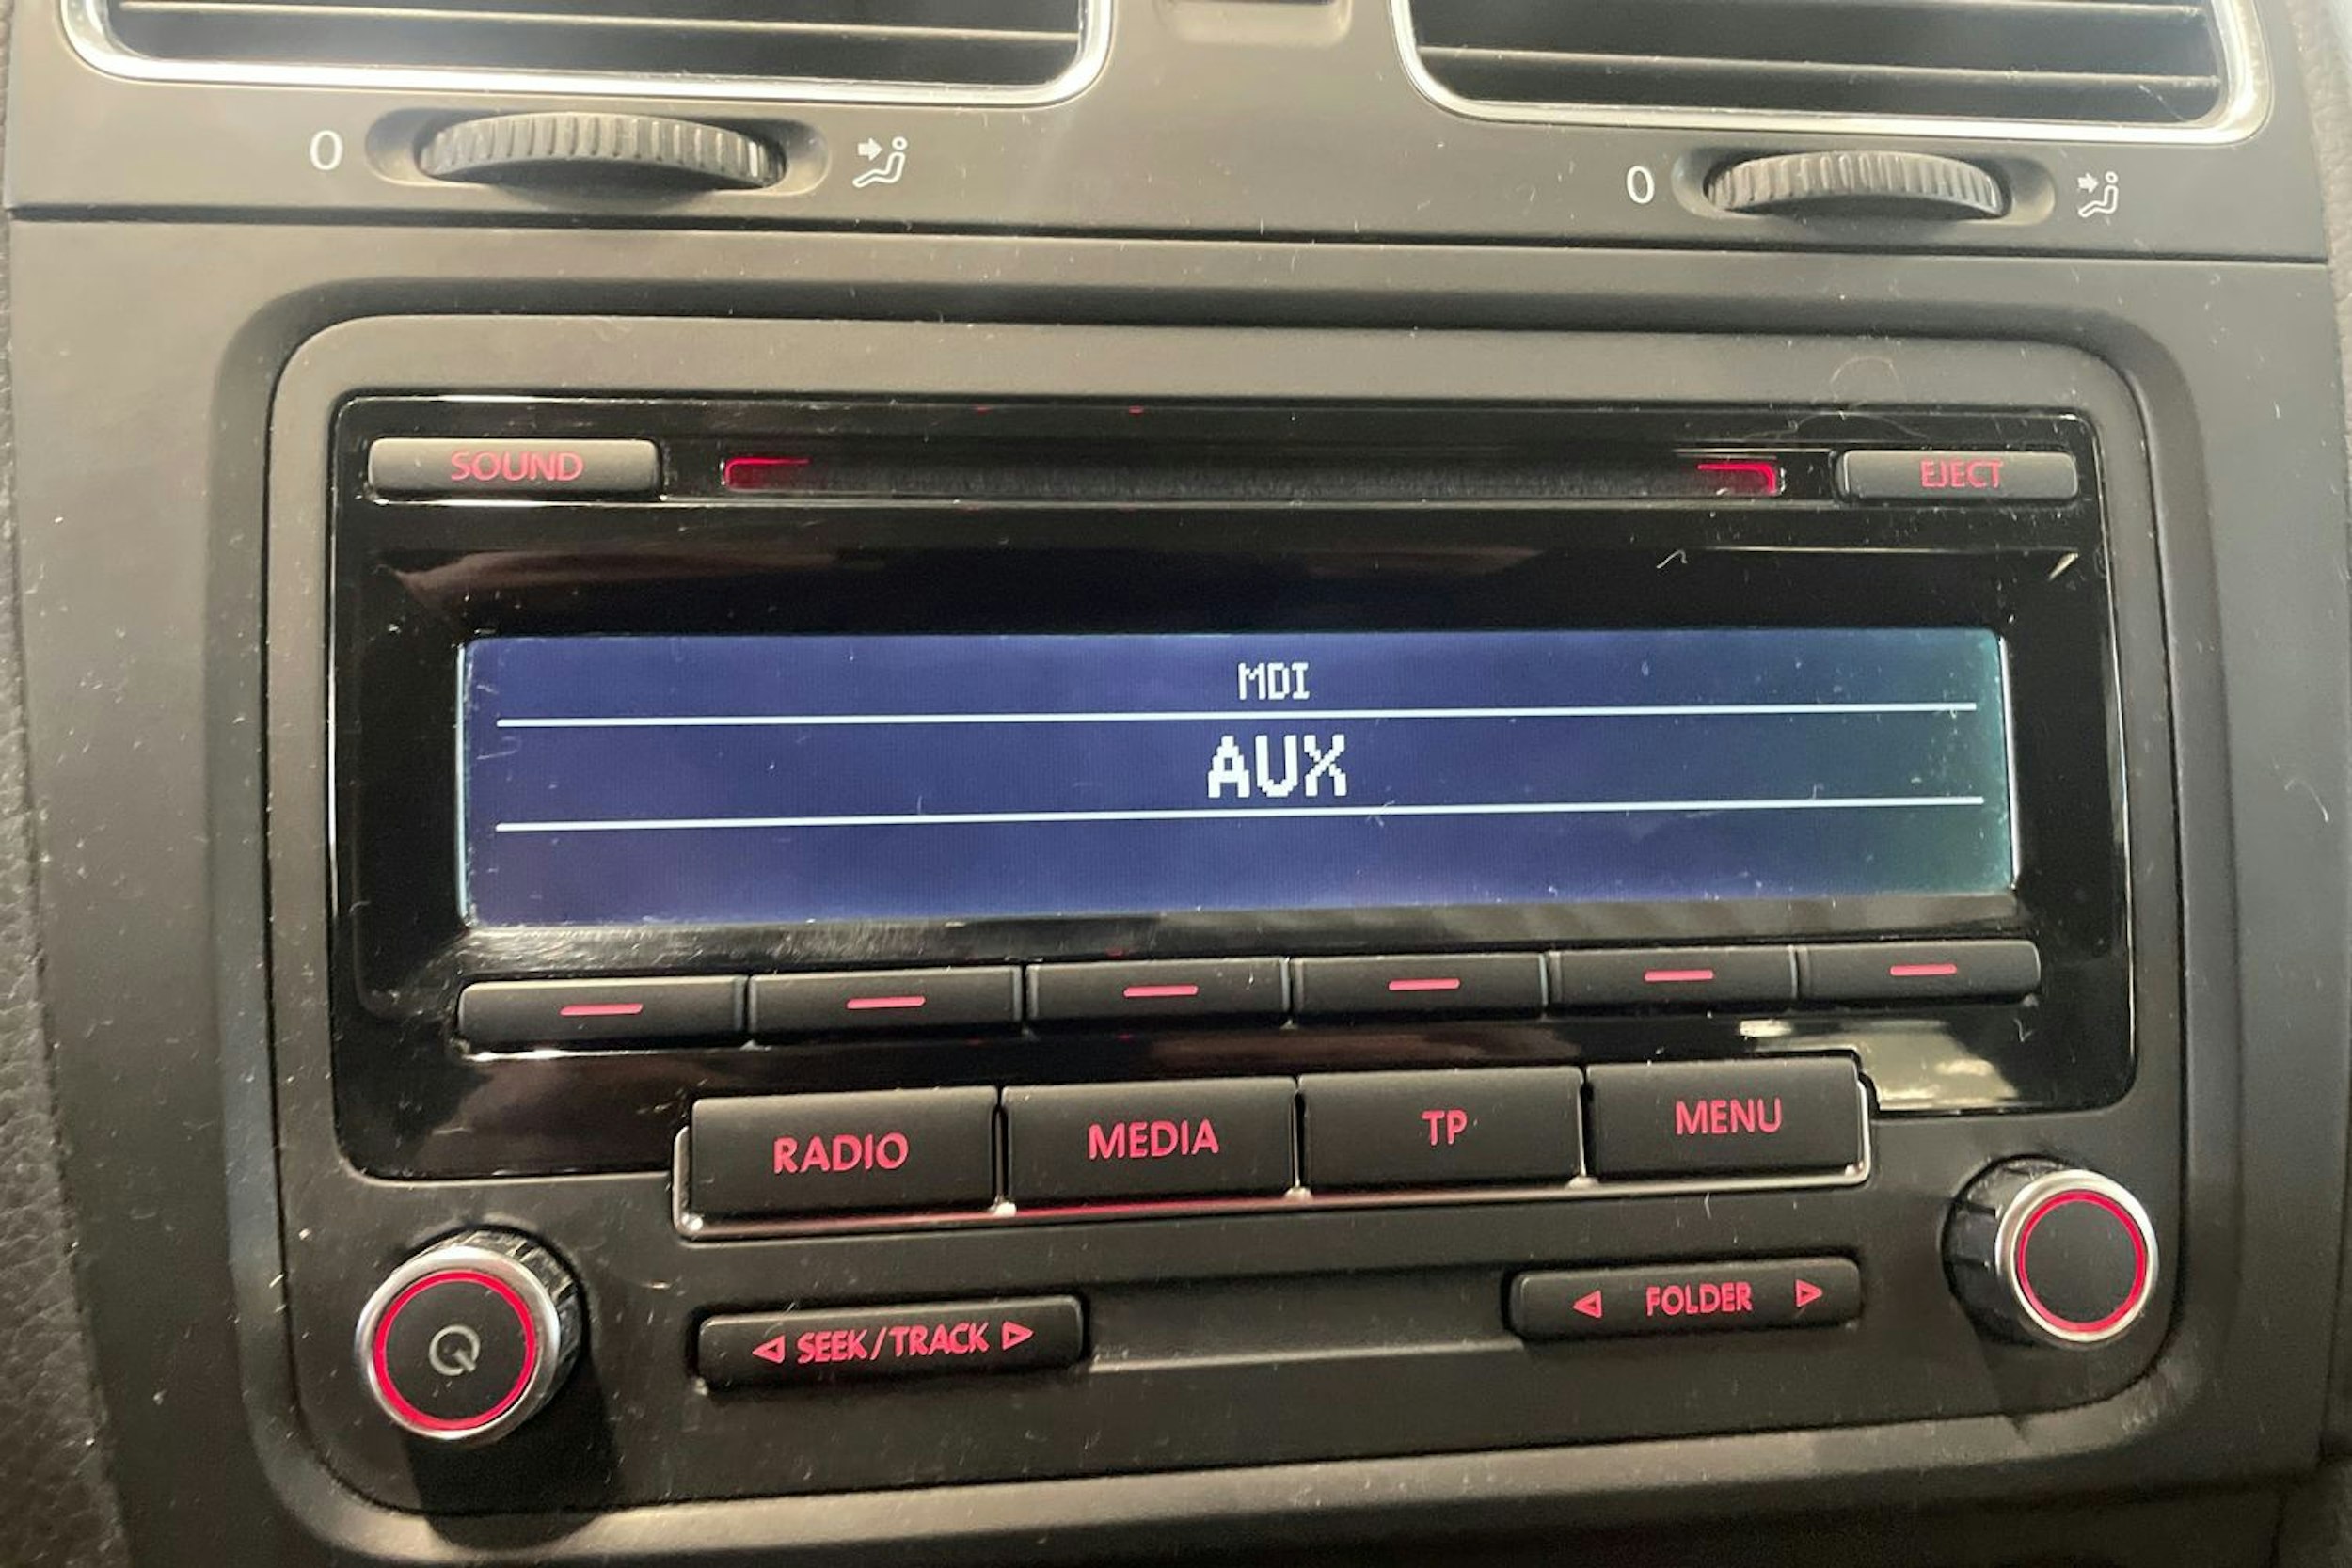 0
0
SOUND
EJECT
MDI
AUX
RADIO MEDIA TP MENU
SEEK/TRACK
FOLDER